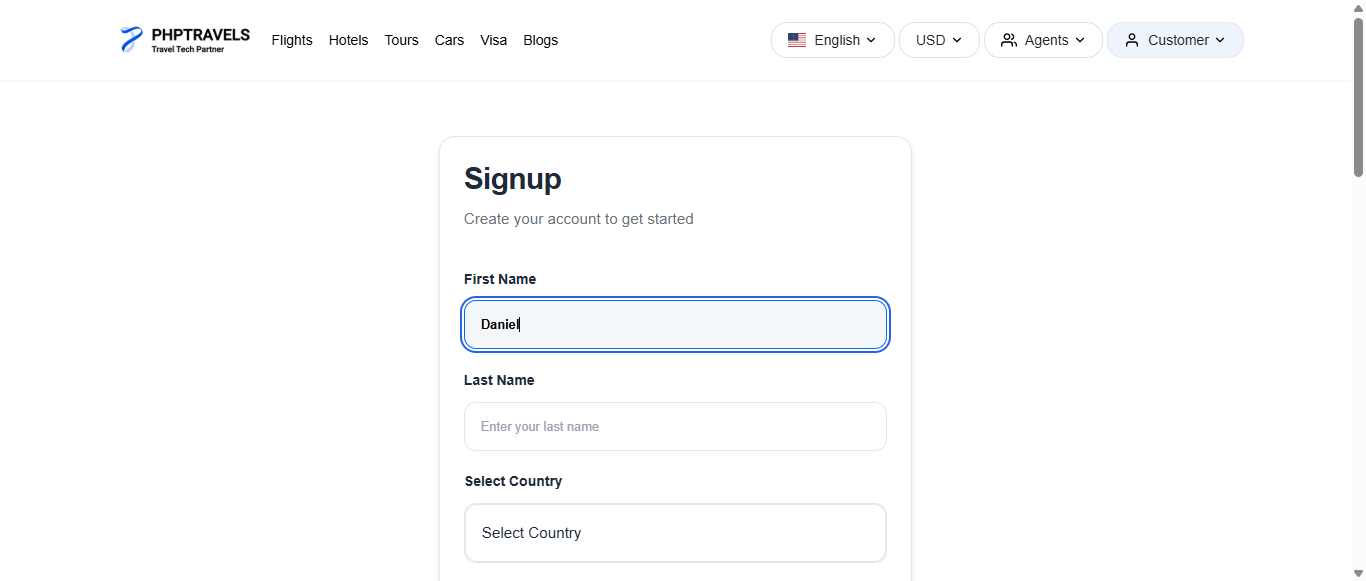 PHPTRAVELS
Travel Tech Partner
Flights Hotels Tours Cars Visa Blogs
English USD Agents Customer
Signup
Create your account to get started
First Name
Daniel
Last Name
Enter your last name
Select Country
Select Country